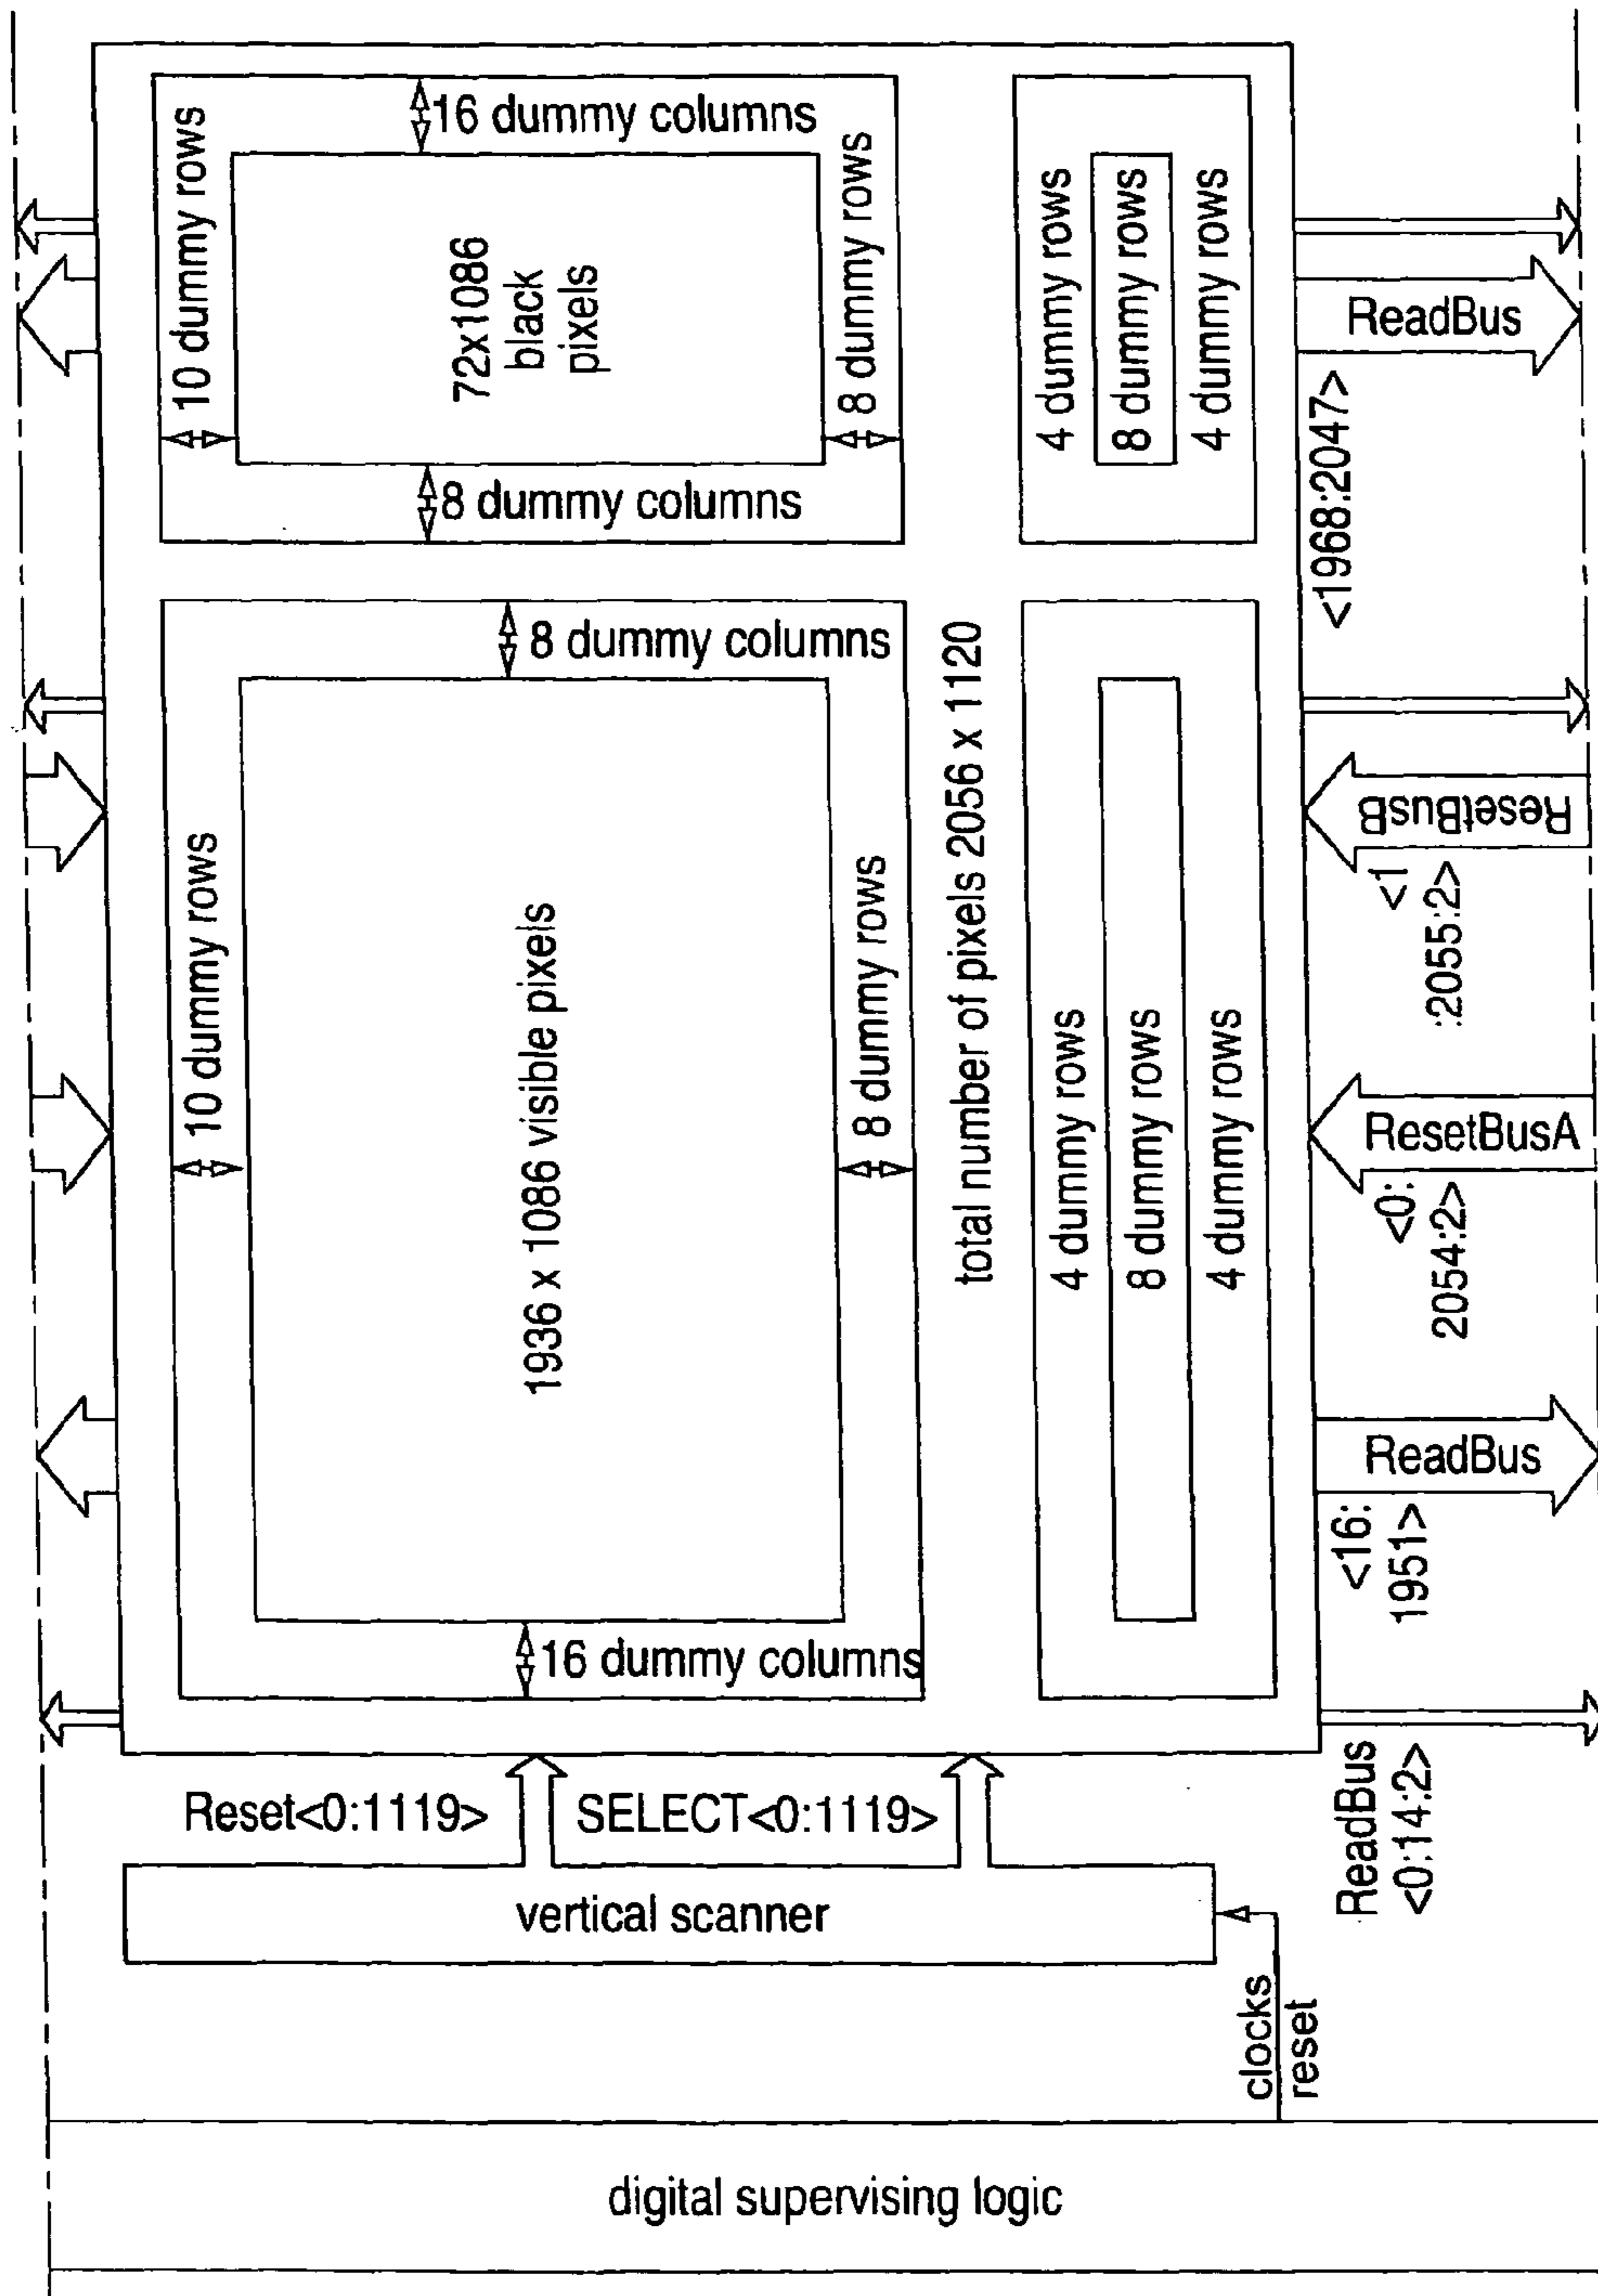 10 dummy rows
16 dummy columns
72x1086
black
pixels
8 dummy rows
8 dummy columns
4 dummy rows
8 dummy rows
4 dummy rows
ReadBus
<1968:2047>
8 dummy columns
10 dummy rows
1936 x 1086 visible pixels
8 dummy rows
16 dummy columns
total number of pixels 2056 x 1120
4 dummy rows
8 dummy rows
4 dummy rows
ResetBusB
<1
:2055:2>
ResetBusA
<0:
2054:2>
ReadBus
<16:
1951>
ReadBus
<0:14:2>
Reset<0:1119>
SELECT<0:1119>
vertical scanner
clocks
reset
digital supervising logic